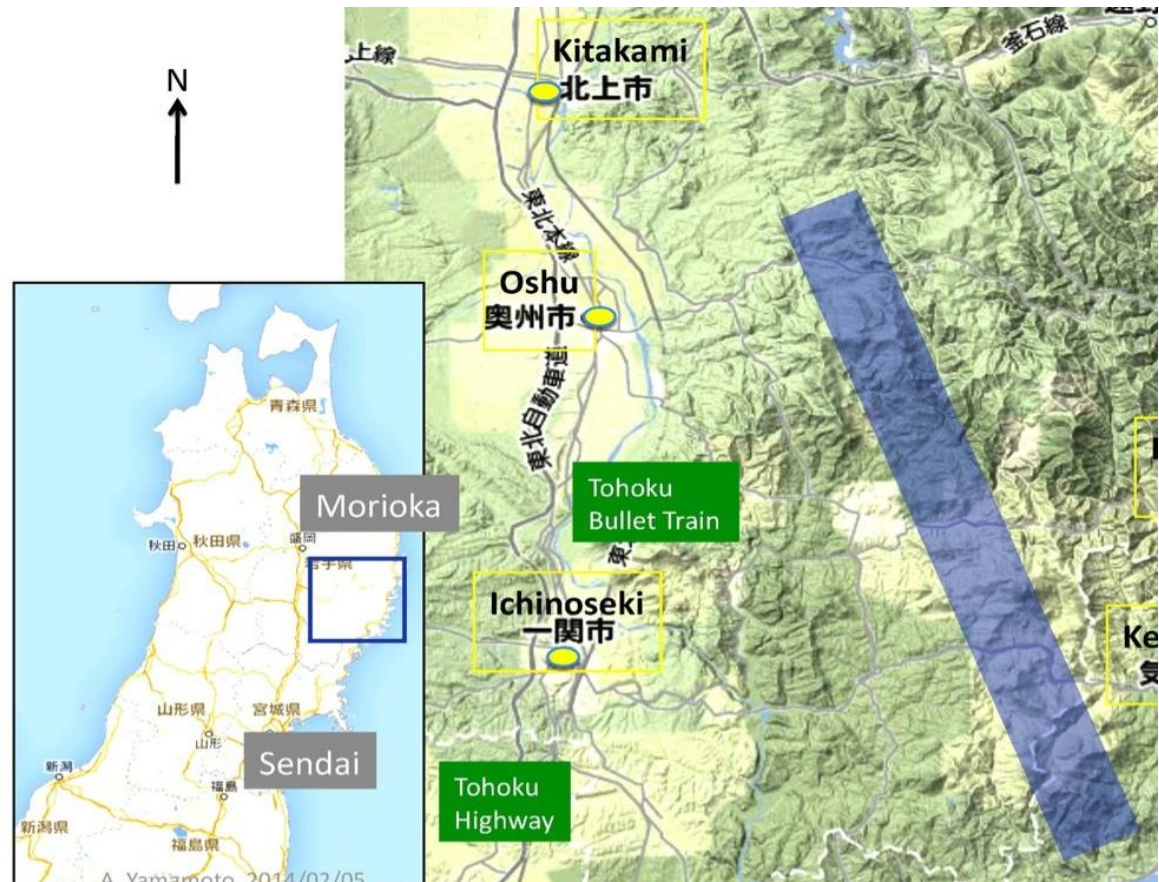 N
上線
Kitakami
北上市
釜石線
東北本線
Oshu
奥州市
東北自動車道
Tohoku
Bullet Train
Ichinoseki
一関市
Ke
気
Tohoku
Highway
青森県
Morioka
盛岡
岩手県
秋田
秋田県
山形県
宮城県
山形
Sendai
新潟
福島
新潟県
福島県
A. Yamamoto 2014/02/05